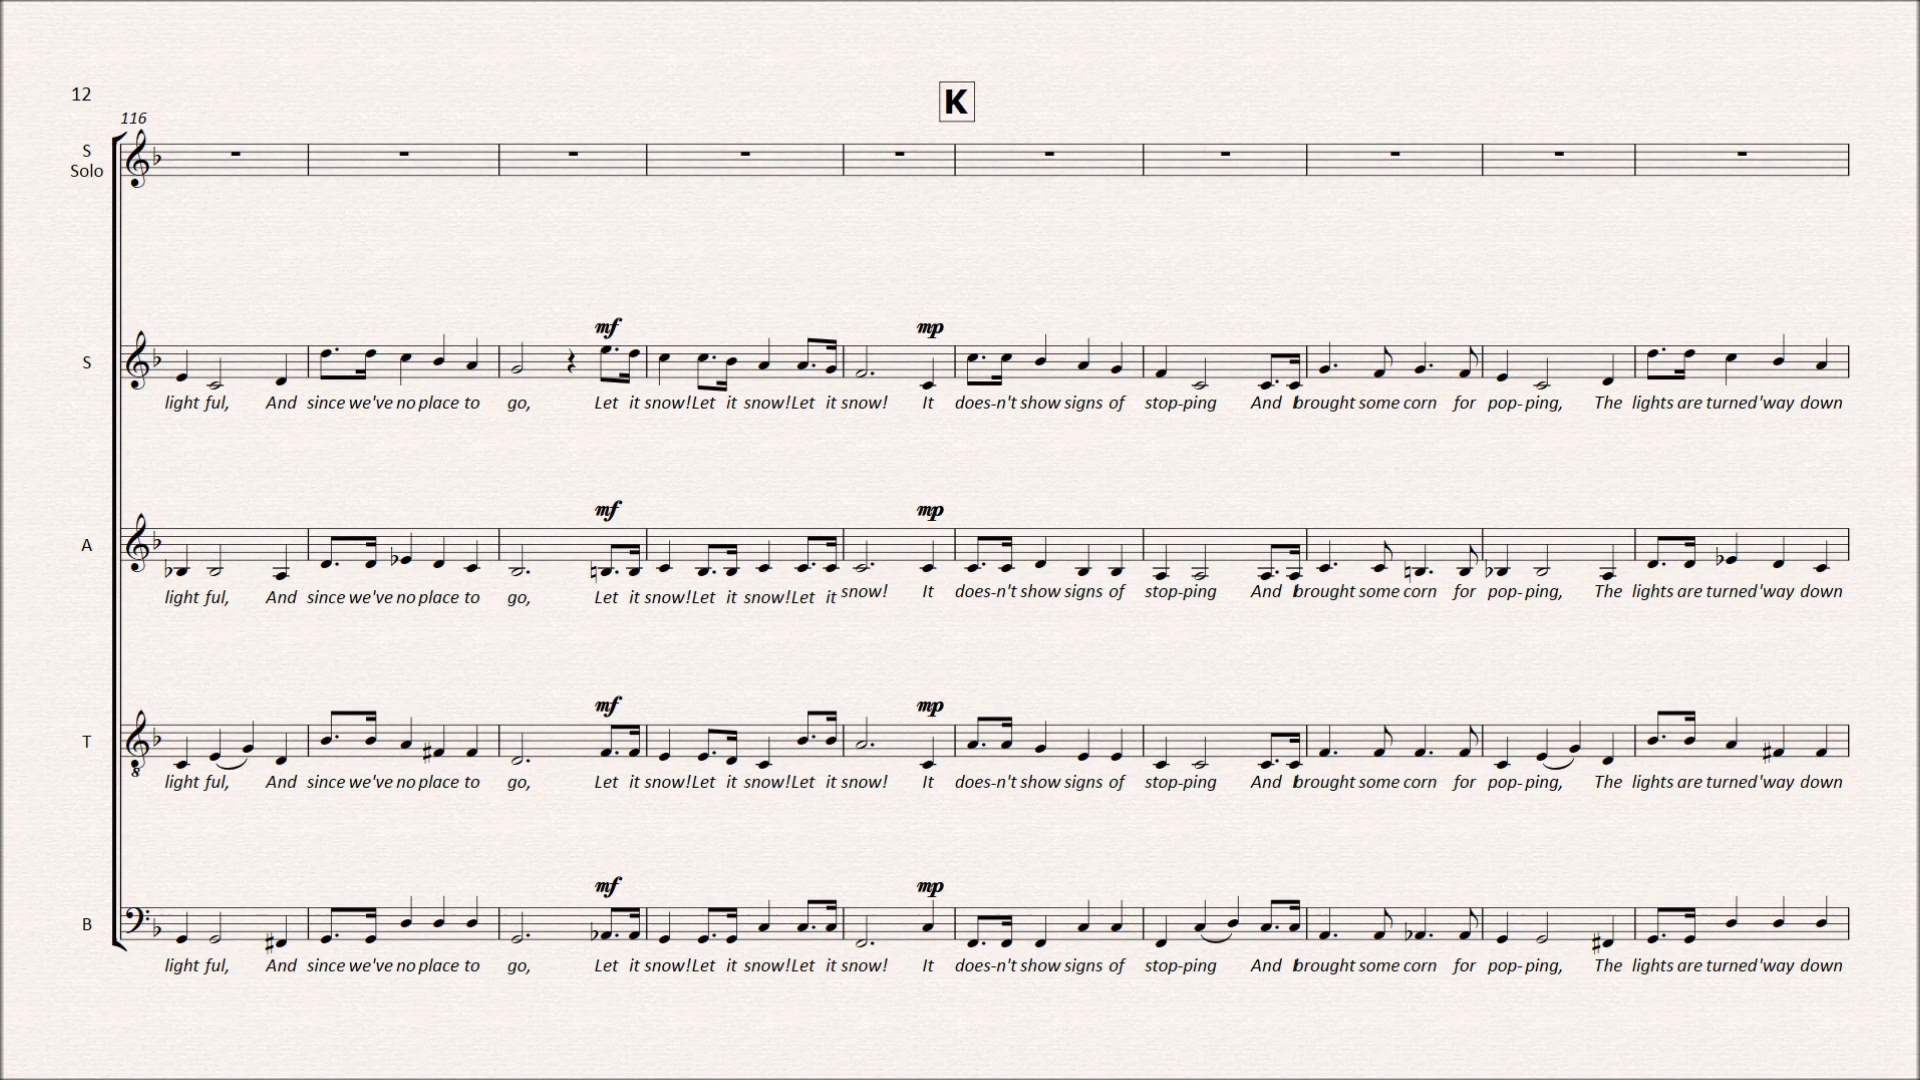 12
K
116
S
Solo
mf mp
S
light ful, And since we've no place to go, Let it snow! Let it snow! Let it snow! It does-n't show signs of stop-ping And I brought some corn for pop-ping, The lights are turned 'way down
mf mp
A
light ful, And since we've no place to go, Let it snow! Let it snow! Let it snow! It does-n't show signs of stop-ping And I brought some corn for pop-ping, The lights are turned 'way down
mf mp
T
8
light ful, And since we've no place to go, Let it snow! Let it snow! Let it snow! It does-n't show signs of stop-ping And I brought some corn for pop-ping, The lights are turned 'way down
mf mp
B
light ful, And since we've no place to go, Let it snow! Let it snow! Let it snow! It does-n't show signs of stop-ping And I brought some corn for pop-ping, The lights are turned 'way down